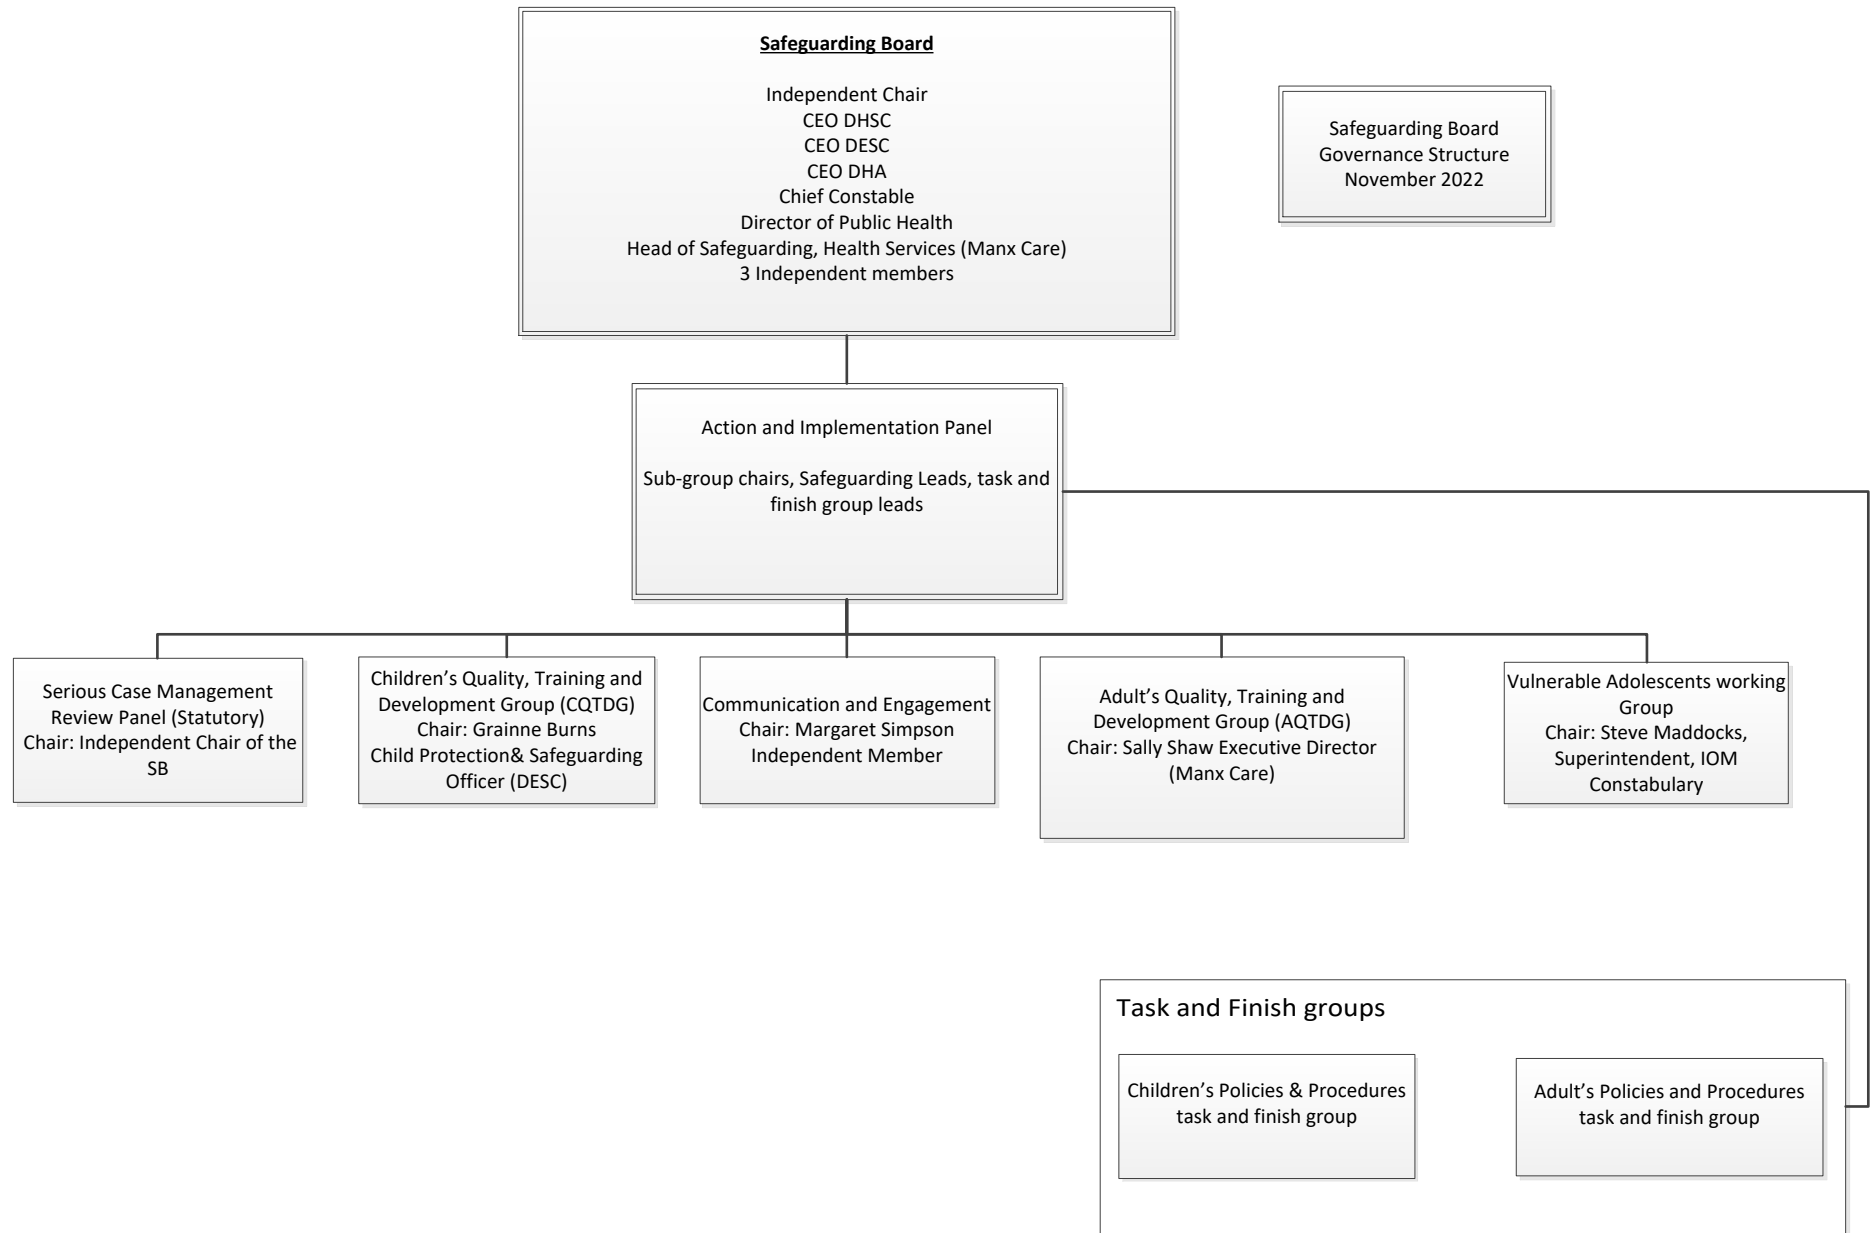 Safeguarding Board
Independent Chair
CEO DHSC
CEO DESC
CEO DHA
Chief Constable
Director of Public Health
Head of Safeguarding, Health Services (Manx Care)
3 Independent members
Safeguarding Board
Governance Structure
November 2022
Action and Implementation Panel
Sub-group chairs, Safeguarding Leads, task and
finish group leads
Serious Case Management
Review Panel (Statutory)
Chair: Independent Chair of the
SB
Children’s Quality, Training and
Development Group (CQTDG)
Chair: Grainne Burns
Child Protection& Safeguarding
Officer (DESC)
Communication and Engagement
Chair: Margaret Simpson
Independent Member
Adult’s Quality, Training and
Development Group (AQTDG)
Chair: Sally Shaw Executive Director
(Manx Care)
Vulnerable Adolescents working
Group
Chair: Steve Maddocks,
Superintendent, IOM
Constabulary
Task and Finish groups
Children’s Policies & Procedures
task and finish group
Adult’s Policies and Procedures
task and finish group